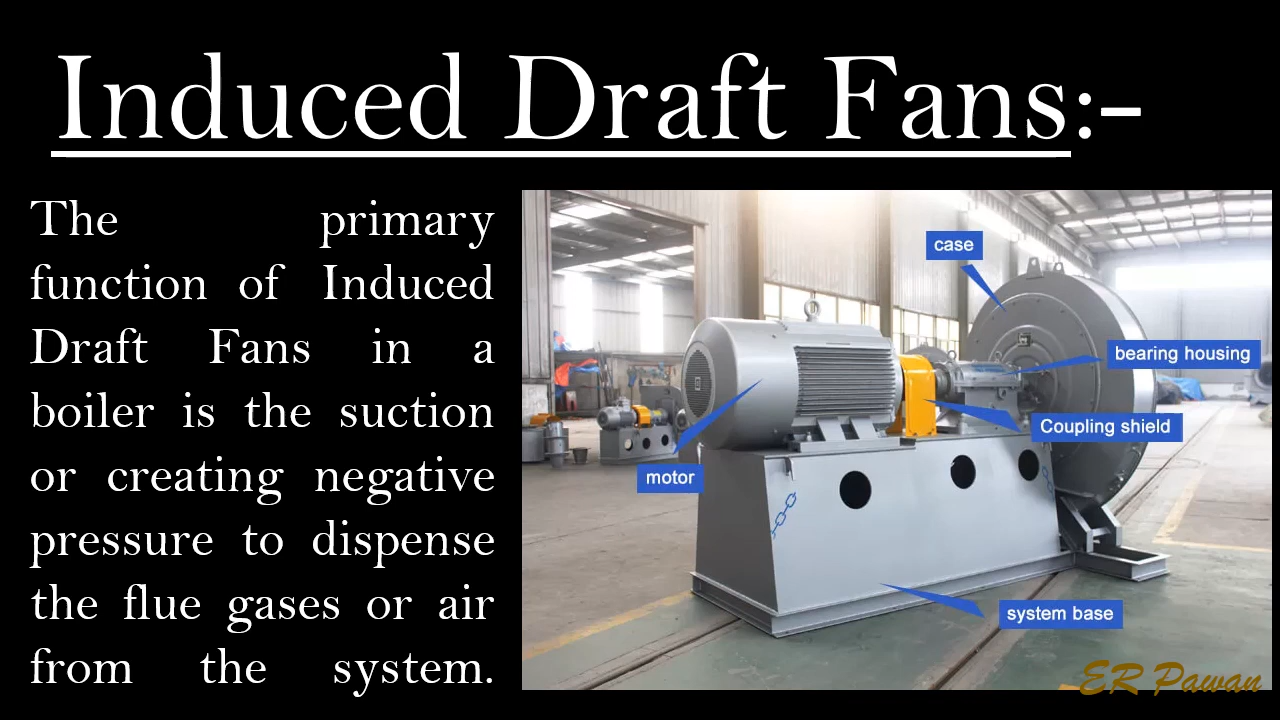 Induced Draft Fans:-
The primary
function of Induced
Draft Fans in a
boiler is the suction
or creating negative
pressure to dispense
the flue gases or air
from the system.
case
bearing housing
Coupling shield
motor
system base
ER Pawan